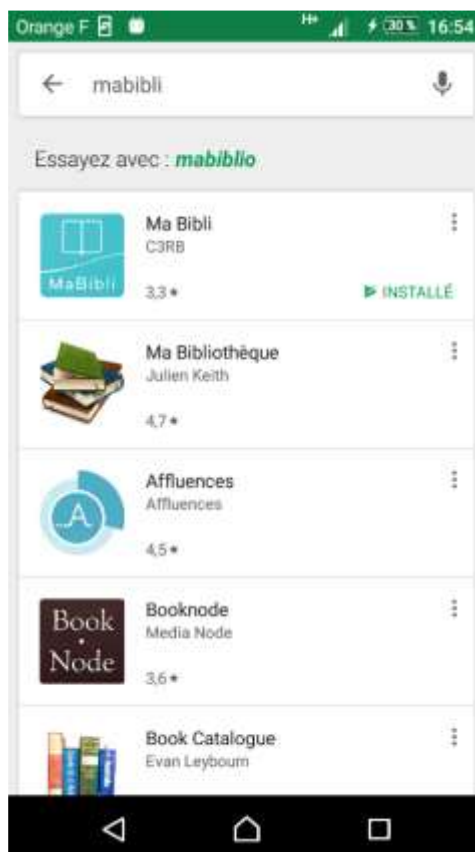 Orange F H+ 30% 16:54
mabibli
Essayez avec : mabiblio
MaBibli
Ma Bibli
C3RB
3,3★
INSTALLÉ
Ma Bibliothèque
Julien Keith
4,7★
A
Affluences
Affluences
4,5★
Book
Node
Booknode
Media Node
3,6★
Book Catalogue
Evan Leybourn